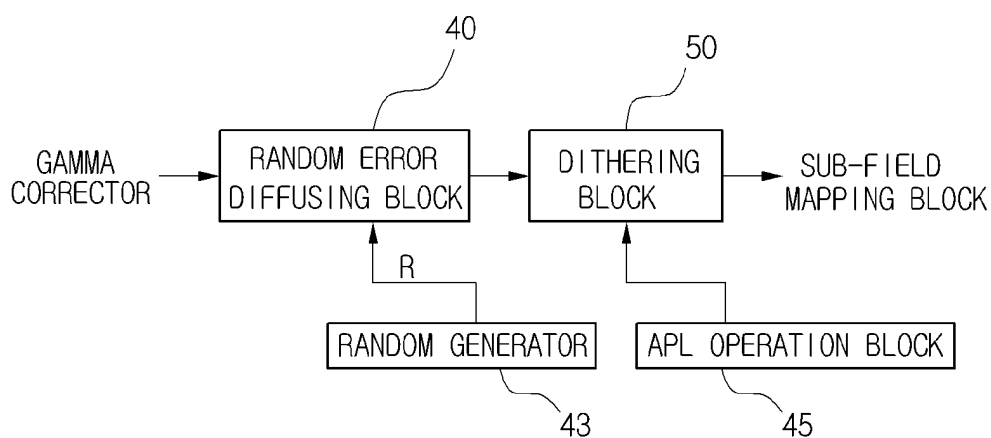 40
50
GAMMA
CORRECTOR
RANDOM ERROR
DIFFUSING BLOCK
DITHERING
BLOCK
SUB-FIELD
MAPPING BLOCK
R
RANDOM GENERATOR
APL OPERATION BLOCK
43
45